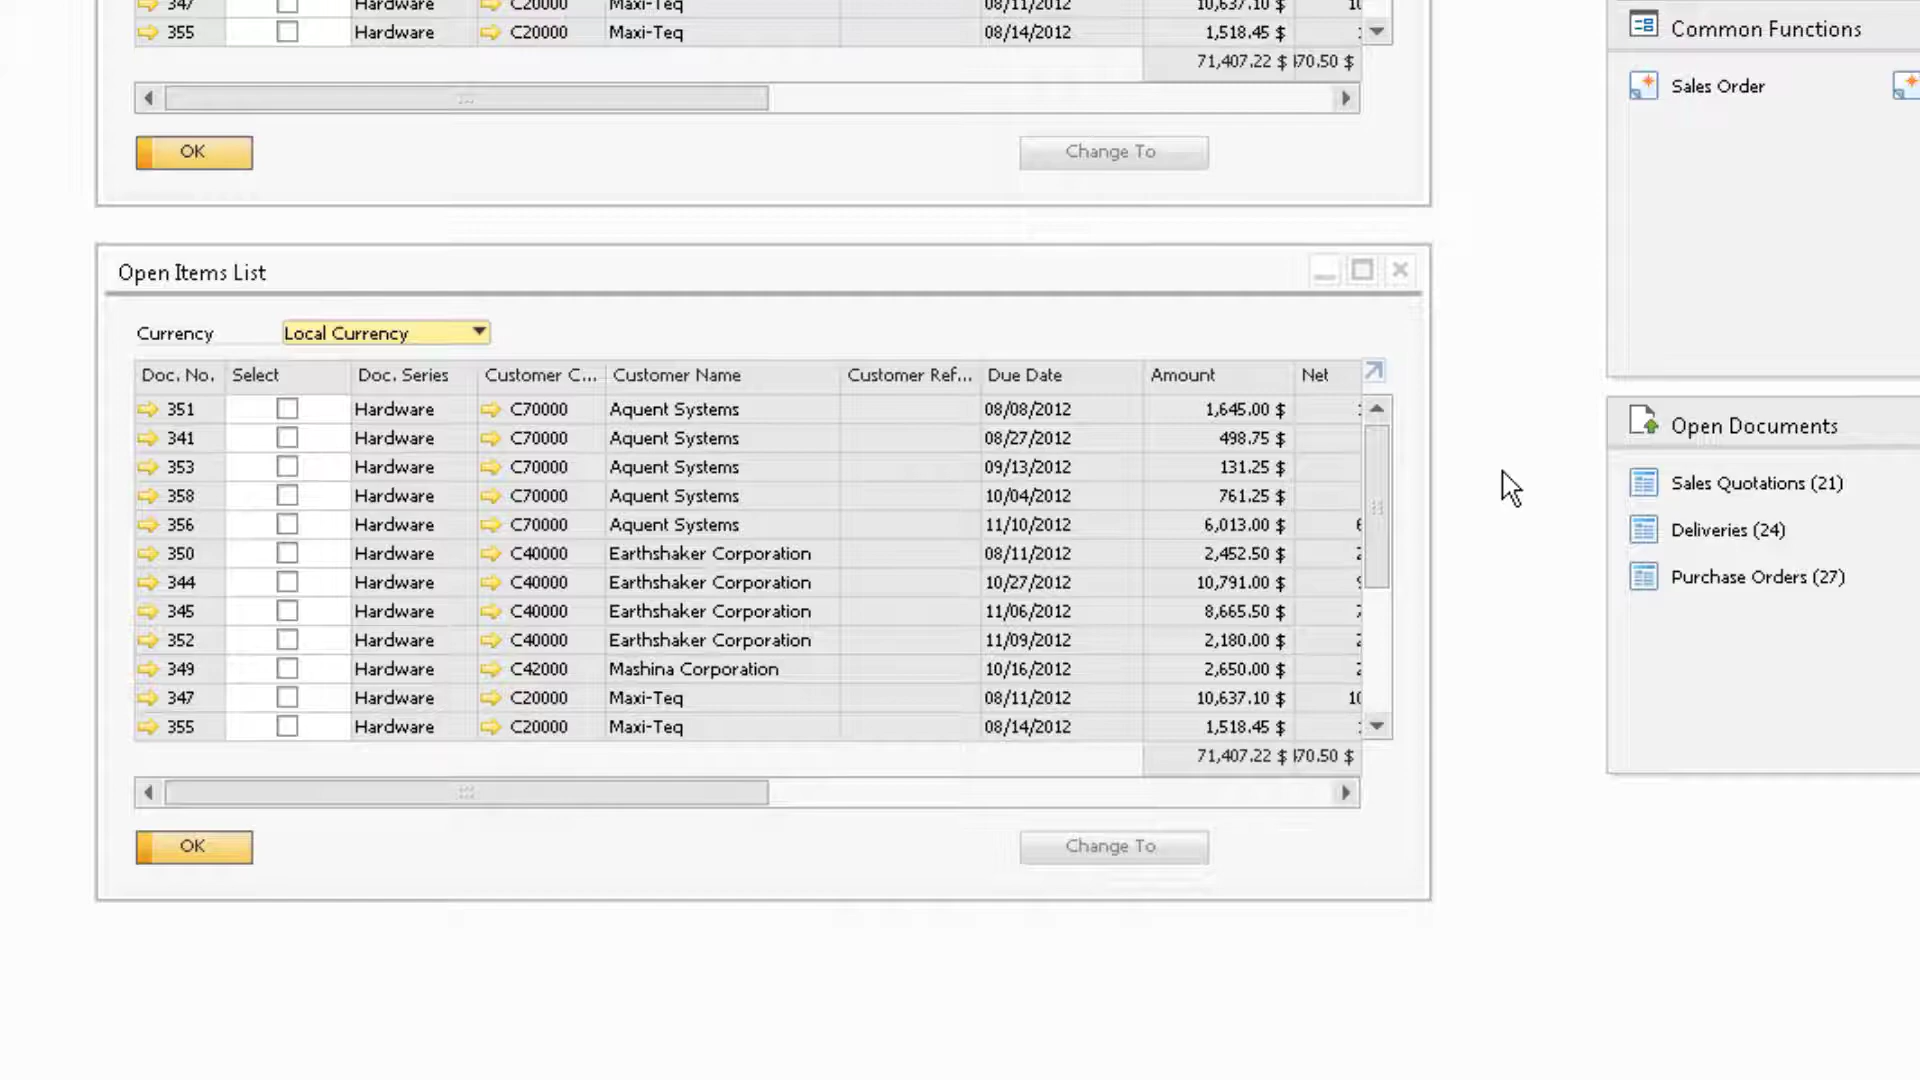 347 Hardware C20000 Maxi-Teq 08/11/2012 10,637.10 $
355 Hardware C20000 Maxi-Teq 08/14/2012 1,518.45 $
71,407.22 $ 70.50 $
OK Change To
Open Items List
Currency Local Currency
Doc. No. Select Doc. Series Customer C... Customer Name Customer Ref... Due Date Amount Net
351 Hardware C70000 Aquent Systems 08/08/2012 1,645.00 $
341 Hardware C70000 Aquent Systems 08/27/2012 498.75 $
353 Hardware C70000 Aquent Systems 09/13/2012 131.25 $
358 Hardware C70000 Aquent Systems 10/04/2012 761.25 $
356 Hardware C70000 Aquent Systems 11/10/2012 6,013.00 $
350 Hardware C40000 Earthshaker Corporation 08/11/2012 2,452.50 $
344 Hardware C40000 Earthshaker Corporation 10/27/2012 10,791.00 $
345 Hardware C40000 Earthshaker Corporation 11/06/2012 8,665.50 $
352 Hardware C40000 Earthshaker Corporation 11/09/2012 2,180.00 $
349 Hardware C42000 Mashina Corporation 10/16/2012 2,650.00 $
347 Hardware C20000 Maxi-Teq 08/11/2012 10,637.10 $
355 Hardware C20000 Maxi-Teq 08/14/2012 1,518.45 $
71,407.22 $ 70.50 $
OK Change To
Common Functions
Sales Order
Open Documents
Sales Quotations (21)
Deliveries (24)
Purchase Orders (27)